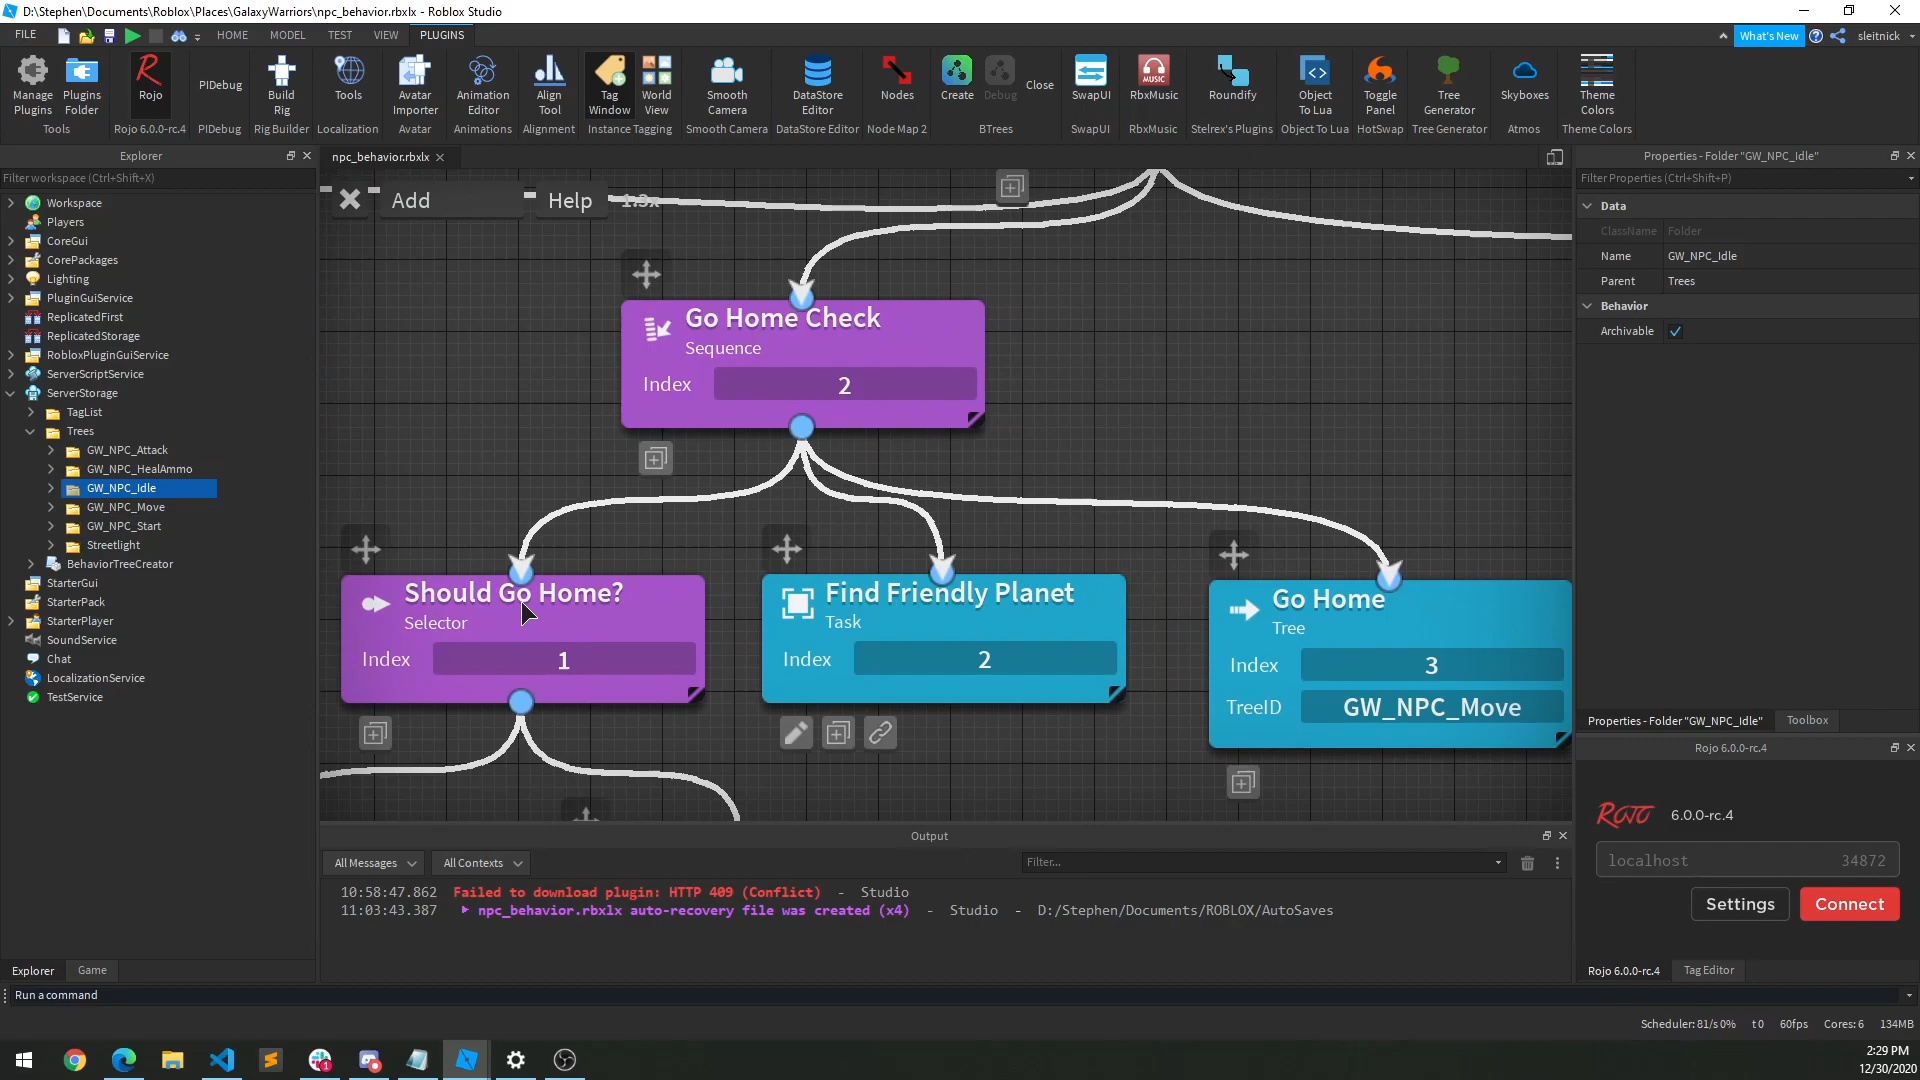 D:\Stephen\Documents\Roblox\Places\GalaxyWarriors\npc_behavior.rbxlx - Roblox Studio
FILE HOME MODEL TEST VIEW PLUGINS What's New sleitnick
Manage Plugins
Plugins Folder
Tools
Rojo
Rojo 6.0.0-rc.4
PIDebug
PIDebug
Build Rig
Rig Builder
Tools
Localization
Avatar Importer
Avatar
Animation Editor
Animations
Align Tool
Alignment
Tag Window
World View
Instance Tagging
Smooth Camera
Smooth Camera
DataStore Editor
DataStore Editor
Nodes
Node Map 2
Create
Debug
Close
BTrees
SwapUI
SwapUI
MUSIC
RbxMusic
RbxMusic
Roundify
Stelrex's Plugins
Object To Lua
Object To Lua
Toggle Panel
HotSwap
Tree Generator
Tree Generator
Skyboxes
Atmos
Theme Colors
Theme Colors
Explorer
Filter workspace (Ctrl+Shift+X)
Workspace
Players
CoreGui
CorePackages
Lighting
PluginGuiService
ReplicatedFirst
ReplicatedStorage
RobloxPluginGuiService
ServerScriptService
ServerStorage
TagList
Trees
GW_NPC_Attack
GW_NPC_HealAmmo
GW_NPC_Idle
GW_NPC_Move
GW_NPC_Start
Streetlight
BehaviorTreeCreator
StarterGui
StarterPack
StarterPlayer
SoundService
Chat
LocalizationService
TestService
Explorer Game
npc_behavior.rbxlx
Add Help 1.3x
Go Home Check
Sequence
Index 2
Should Go Home?
Selector
Index 1
Find Friendly Planet
Task
Index 2
Go Home
Tree
Index 3
TreeID GW_NPC_Move
Output
All Messages All Contexts Filter...
10:58:47.862 Failed to download plugin: HTTP 409 (Conflict) - Studio
11:03:43.387 npc_behavior.rbxlx auto-recovery file was created (x4) - Studio - D:/Stephen/Documents/ROBLOX/AutoSaves
Properties - Folder "GW_NPC_Idle"
Filter Properties (Ctrl+Shift+P)
Data
ClassName Folder
Name GW_NPC_Idle
Parent Trees
Behavior
Archivable
Properties - Folder "GW_NPC_Idle" Toolbox
Rojo 6.0.0-rc.4
ROJO 6.0.0-rc.4
localhost 34872
Settings Connect
Rojo 6.0.0-rc.4 Tag Editor
Run a command
Scheduler: 81/s 0% t 0 60fps Cores: 6 134MB
1
2:29 PM
12/30/2020